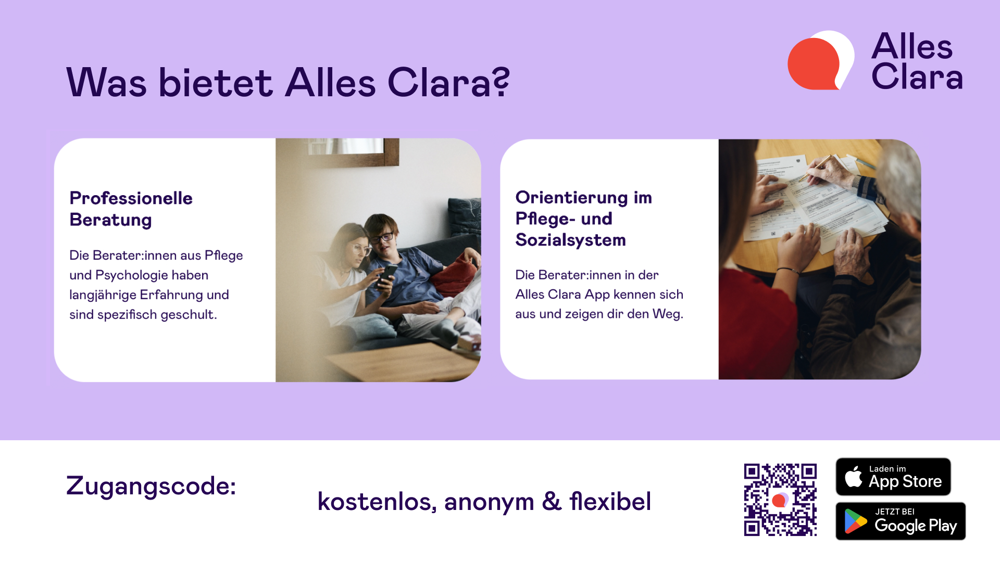 Alles
Clara
Was bietet Alles Clara?
Professionelle
Beratung
Die Berater:innen aus Pflege
und Psychologie haben
langjährige Erfahrung und
sind spezifisch geschult.
Orientierung im
Pflege- und
Sozialsystem
Die Berater:innen in der
Alles Clara App kennen sich
aus und zeigen dir den Weg.
Zugangscode:
kostenlos, anonym & flexibel
Laden im
App Store
JETZT BEI
Google Play